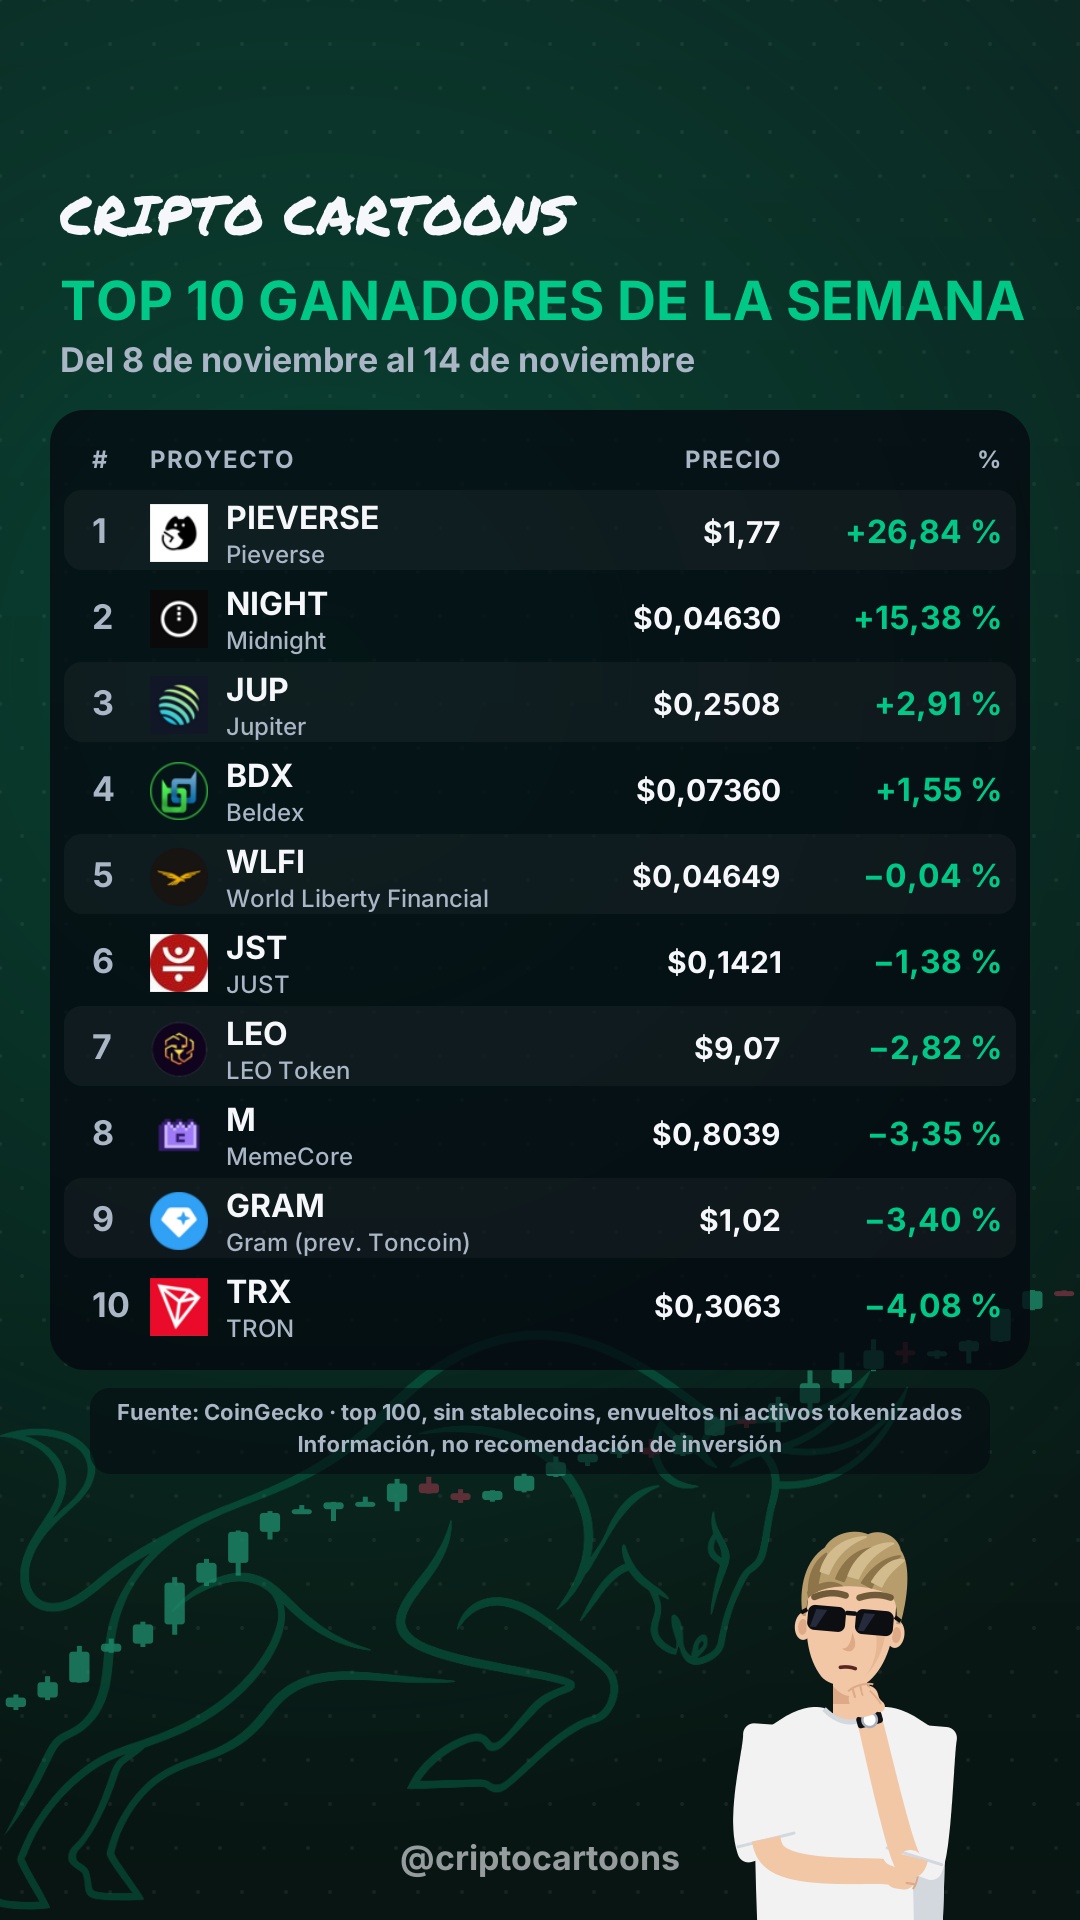 CRIPTO CARTOONS
TOP 10 GANADORES DE LA SEMANA
Del 8 de noviembre al 14 de noviembre
# PROYECTO PRECIO %
1 PIEVERSE $1,77 +26,84 %
Pieverse
2 NIGHT $0,04630 +15,38 %
Midnight
3 JUP $0,2508 +2,91 %
Jupiter
4 BDX $0,07360 +1,55 %
Beldex
5 WLFI $0,04649 −0,04 %
World Liberty Financial
6 JST $0,1421 −1,38 %
JUST
7 LEO $9,07 −2,82 %
LEO Token
8 M $0,8039 −3,35 %
MemeCore
9 GRAM $1,02 −3,40 %
Gram (prev. Toncoin)
10 TRX $0,3063 −4,08 %
TRON
Fuente: CoinGecko · top 100, sin stablecoins, envueltos ni activos tokenizados
Información, no recomendación de inversión
@criptocartoons